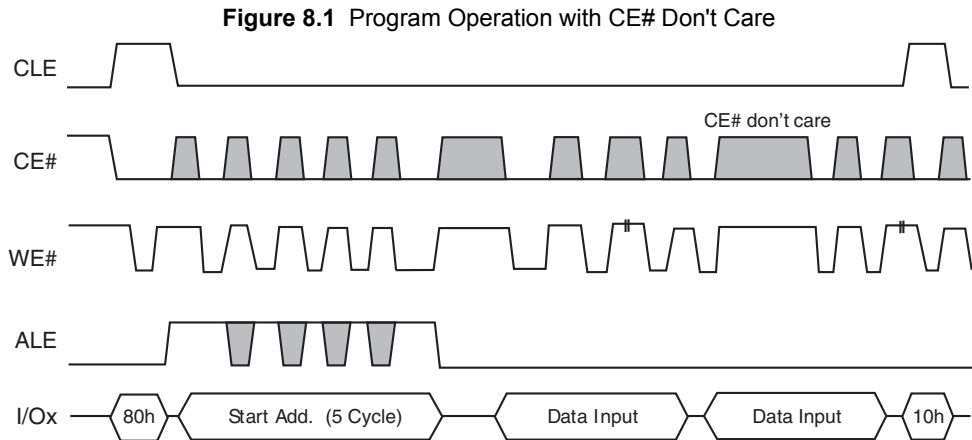 Figure 8.1 Program Operation with CE# Don't Care
CLE
CE# don't care
CE#
WE#
ALE
I/Ox
80h
Start Add. (5 Cycle)
Data Input
Data Input
10h